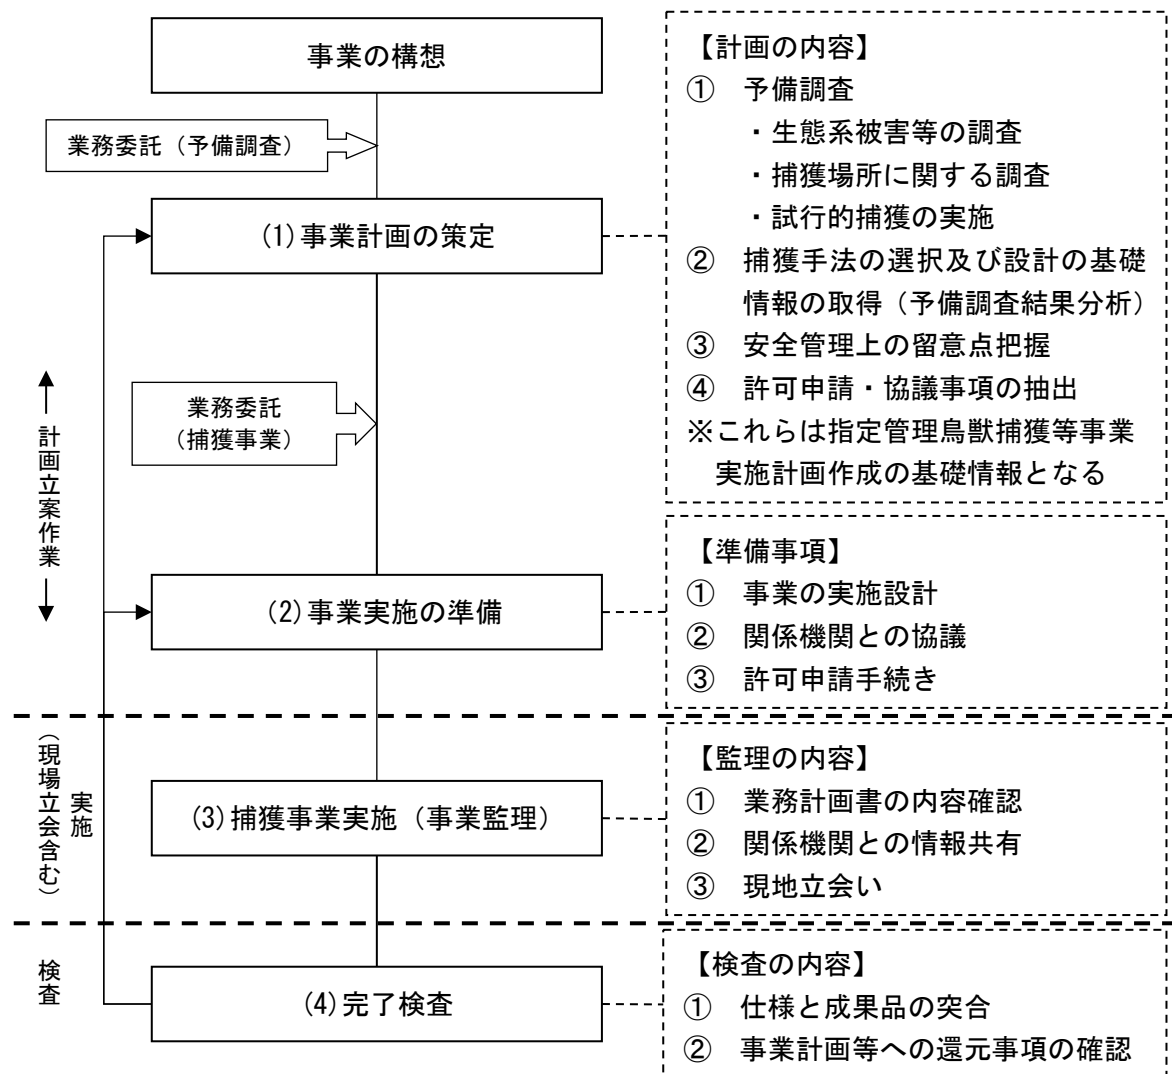 事業の構想
業務委託（予備調査）
(1)事業計画の策定
【計画の内容】
① 予備調査
・生態系被害等の調査
・捕獲場所に関する調査
・試行的捕獲の実施
② 捕獲手法の選択及び設計の基礎
情報の取得（予備調査結果分析）
③ 安全管理上の留意点把握
④ 許可申請・協議事項の抽出
※これらは指定管理鳥獣捕獲等事業
実施計画作成の基礎情報となる
計画立案作業
業務委託
（捕獲事業）
(2)事業実施の準備
【準備事項】
① 事業の実施設計
② 関係機関との協議
③ 許可申請手続き
実施
（現場立会含む）
(3)捕獲事業実施（事業監理）
【監理の内容】
① 業務計画書の内容確認
② 関係機関との情報共有
③ 現地立会い
検査
(4)完了検査
【検査の内容】
① 仕様と成果品の突合
② 事業計画等への還元事項の確認